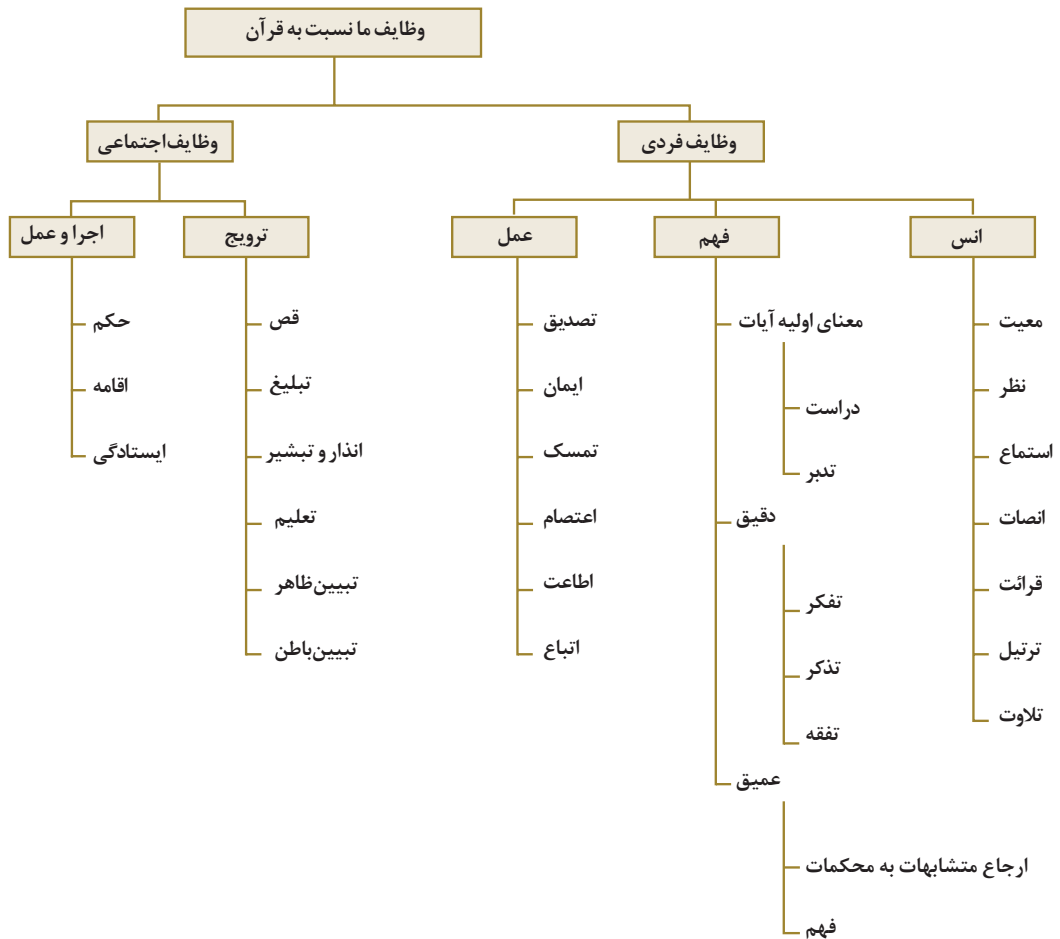 وظایف ما نسبت به قرآن
وظایف فردی
وظایف اجتماعی
انس
فهم
عمل
ترویج
اجرا و عمل
معیت
نظر
استماع
انصات
قرائت
ترتیل
تلاوت
معنای اولیه آیات
دراست
تدبر
دقیق
تفکر
تذکر
تفقه
عمیق
ارجاع متشابهات به محکمات
فهم
تصدیق
ایمان
تمسک
اعتصام
اطاعت
اتباع
قص
تبلیغ
انذار و تبشیر
تعلیم
تبیین ظاهر
تبیین باطن
حکم
اقامه
ایستادگی